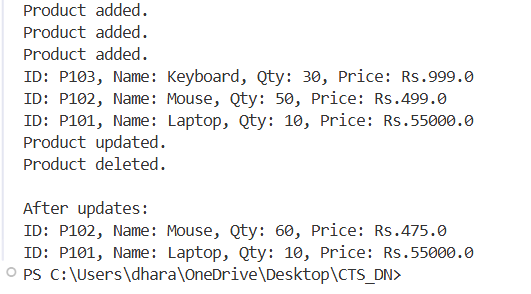 Product added.
Product added.
Product added.
ID: P103, Name: Keyboard, Qty: 30, Price: Rs.999.0
ID: P102, Name: Mouse, Qty: 50, Price: Rs.499.0
ID: P101, Name: Laptop, Qty: 10, Price: Rs.55000.0
Product updated.
Product deleted.

After updates:
ID: P102, Name: Mouse, Qty: 60, Price: Rs.475.0
ID: P101, Name: Laptop, Qty: 10, Price: Rs.55000.0
PS C:\Users\dhara\OneDrive\Desktop\CTS_DN>